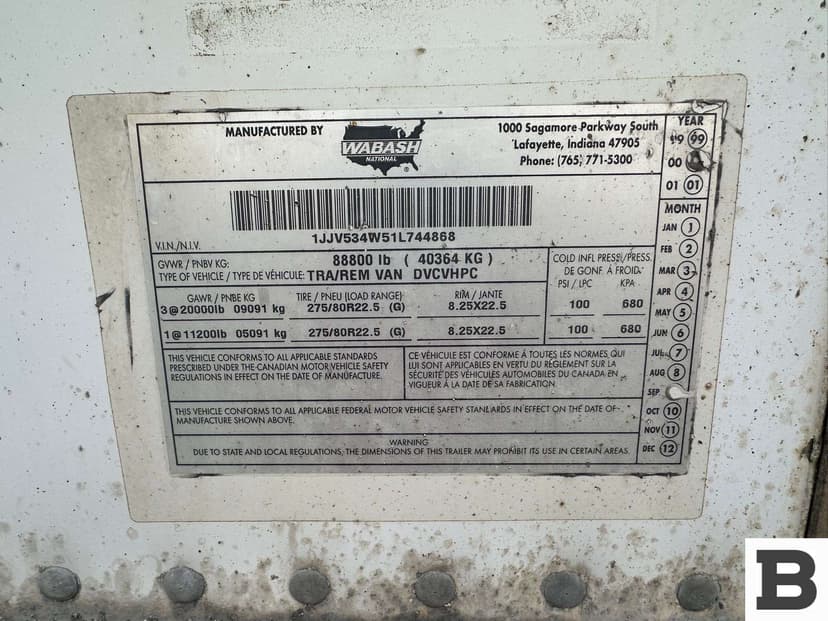 MANUFACTURED BY
WABASH
NATIONAL
®
1000 Sagamore Parkway South
Lafayette, Indiana 47905
Phone: (765) 771-5300
1JJV534W51L744868
V.I.N./N.I.V.
GVWR / PNBV KG: 88800 lb ( 40364 KG )
TYPE OF VEHICLE / TYPE DE VÉHICULE: TRA/REM VAN DVCVHPC
COLD INFL PRESS/PRESS
DE GONF. À FROID.
PSI / LPC KPA
GAWR / PNBE KG TIRE / PNEU (LOAD RANGE) RIM / JANTE
3@20000lb 09091 kg 275/80R22.5 (G) 8.25X22.5 100 680
1@11200lb 05091 kg 275/80R22.5 (G) 8.25X22.5 100 680
THIS VEHICLE CONFORMS TO ALL APPLICABLE STANDARDS
PRESCRIBED UNDER THE CANADIAN MOTOR VEHICLE SAFETY
REGULATIONS IN EFFECT ON THE DATE OF MANUFACTURE.
CE VÉHICULE EST CONFORME À TOUTES LES NORMES QUI
LUI SONT APPLICABLES EN VERTU DU RÈGLEMENT SUR LA
SÉCURITÉ DES VÉHICULES AUTOMOBILES DU CANADA EN
VIGUEUR À LA DATE DE SA FABRICATION.
THIS VEHICLE CONFORMS TO ALL APPLICABLE FEDERAL MOTOR VEHICLE SAFETY STANDARDS IN EFFECT ON THE DATE OF
MANUFACTURE SHOWN ABOVE.
WARNING
DUE TO STATE AND LOCAL REGULATIONS, THE DIMENSIONS OF THIS TRAILER MAY PROHIBIT ITS USE IN CERTAIN AREAS.
YEAR
99
00
01 01
MONTH
JAN 1
FEB 2
MAR 3
APR 4
MAY 5
JUN 6
JUL 7
AUG 8
SEP
OCT 10
NOV 11
DEC 12
B